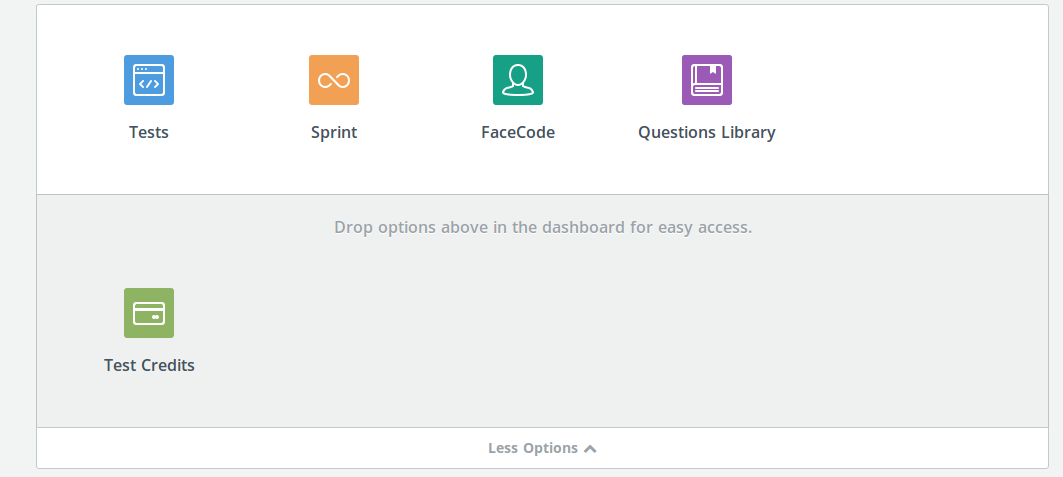 Tests Sprint FaceCode Questions Library
Drop options above in the dashboard for easy access.
Test Credits
Less Options